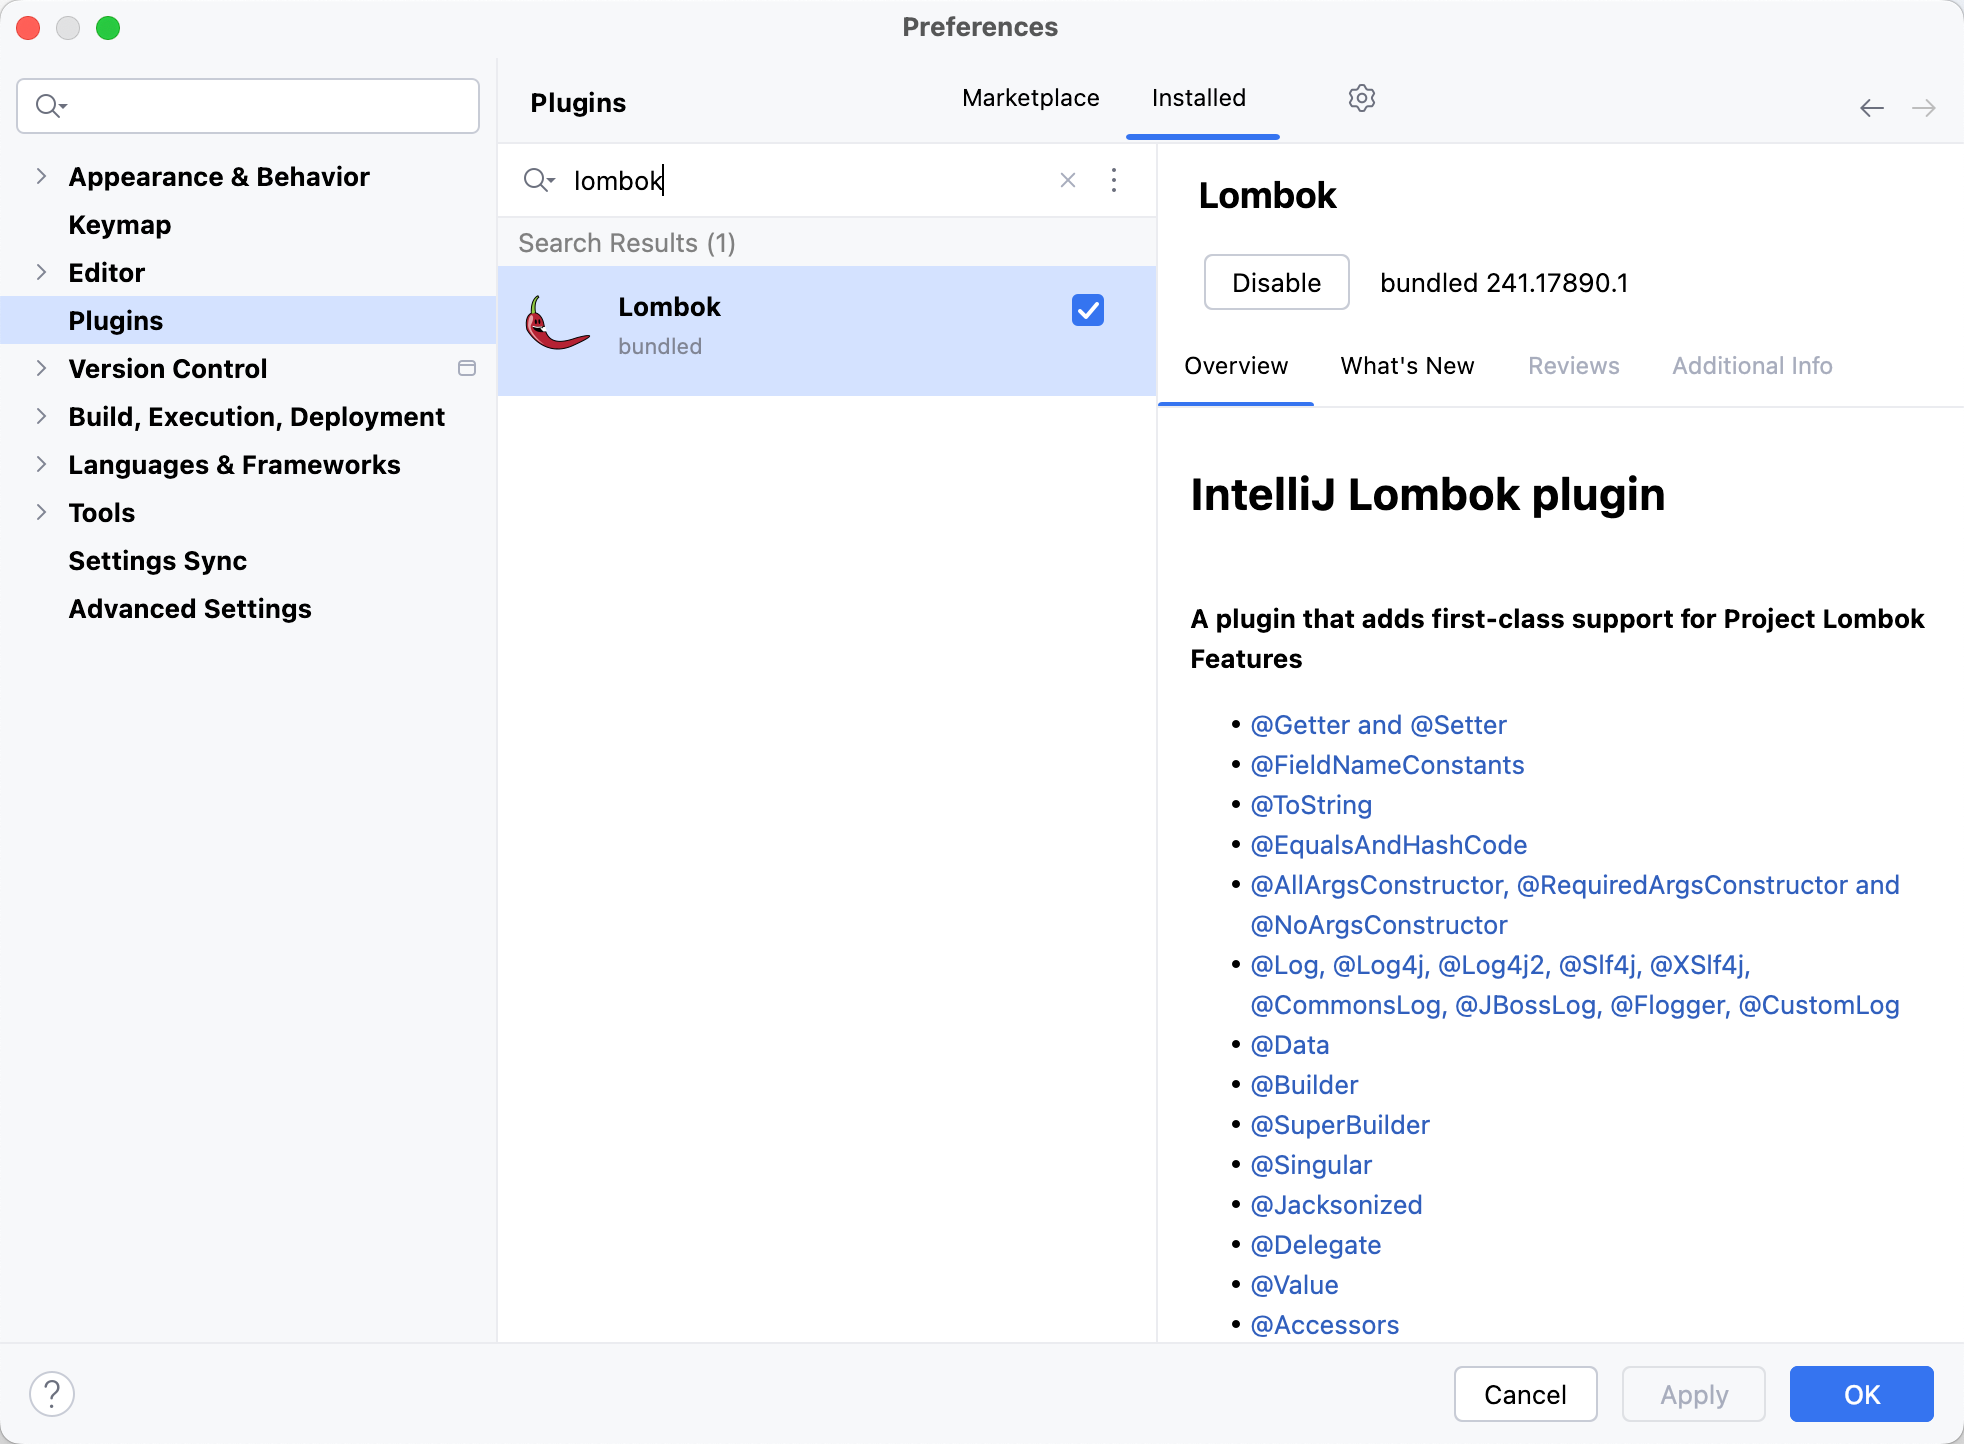 Preferences
Appearance & Behavior
Keymap
Editor
Plugins
Version Control
Build, Execution, Deployment
Languages & Frameworks
Tools
Settings Sync
Advanced Settings
Plugins
Marketplace
Installed
lombok
Search Results (1)
Lombok
bundled
Lombok
Disable
bundled 241.17890.1
Overview
What's New
Reviews
Additional Info
IntelliJ Lombok plugin
A plugin that adds first-class support for Project Lombok
Features
• @Getter and @Setter
• @FieldNameConstants
• @ToString
• @EqualsAndHashCode
• @AllArgsConstructor, @RequiredArgsConstructor and
@NoArgsConstructor
• @Log, @Log4j, @Log4j2, @Slf4j, @XSlf4j,
@CommonsLog, @JBossLog, @Flogger, @CustomLog
• @Data
• @Builder
• @SuperBuilder
• @Singular
• @Jacksonized
• @Delegate
• @Value
• @Accessors
?
Cancel
Apply
OK